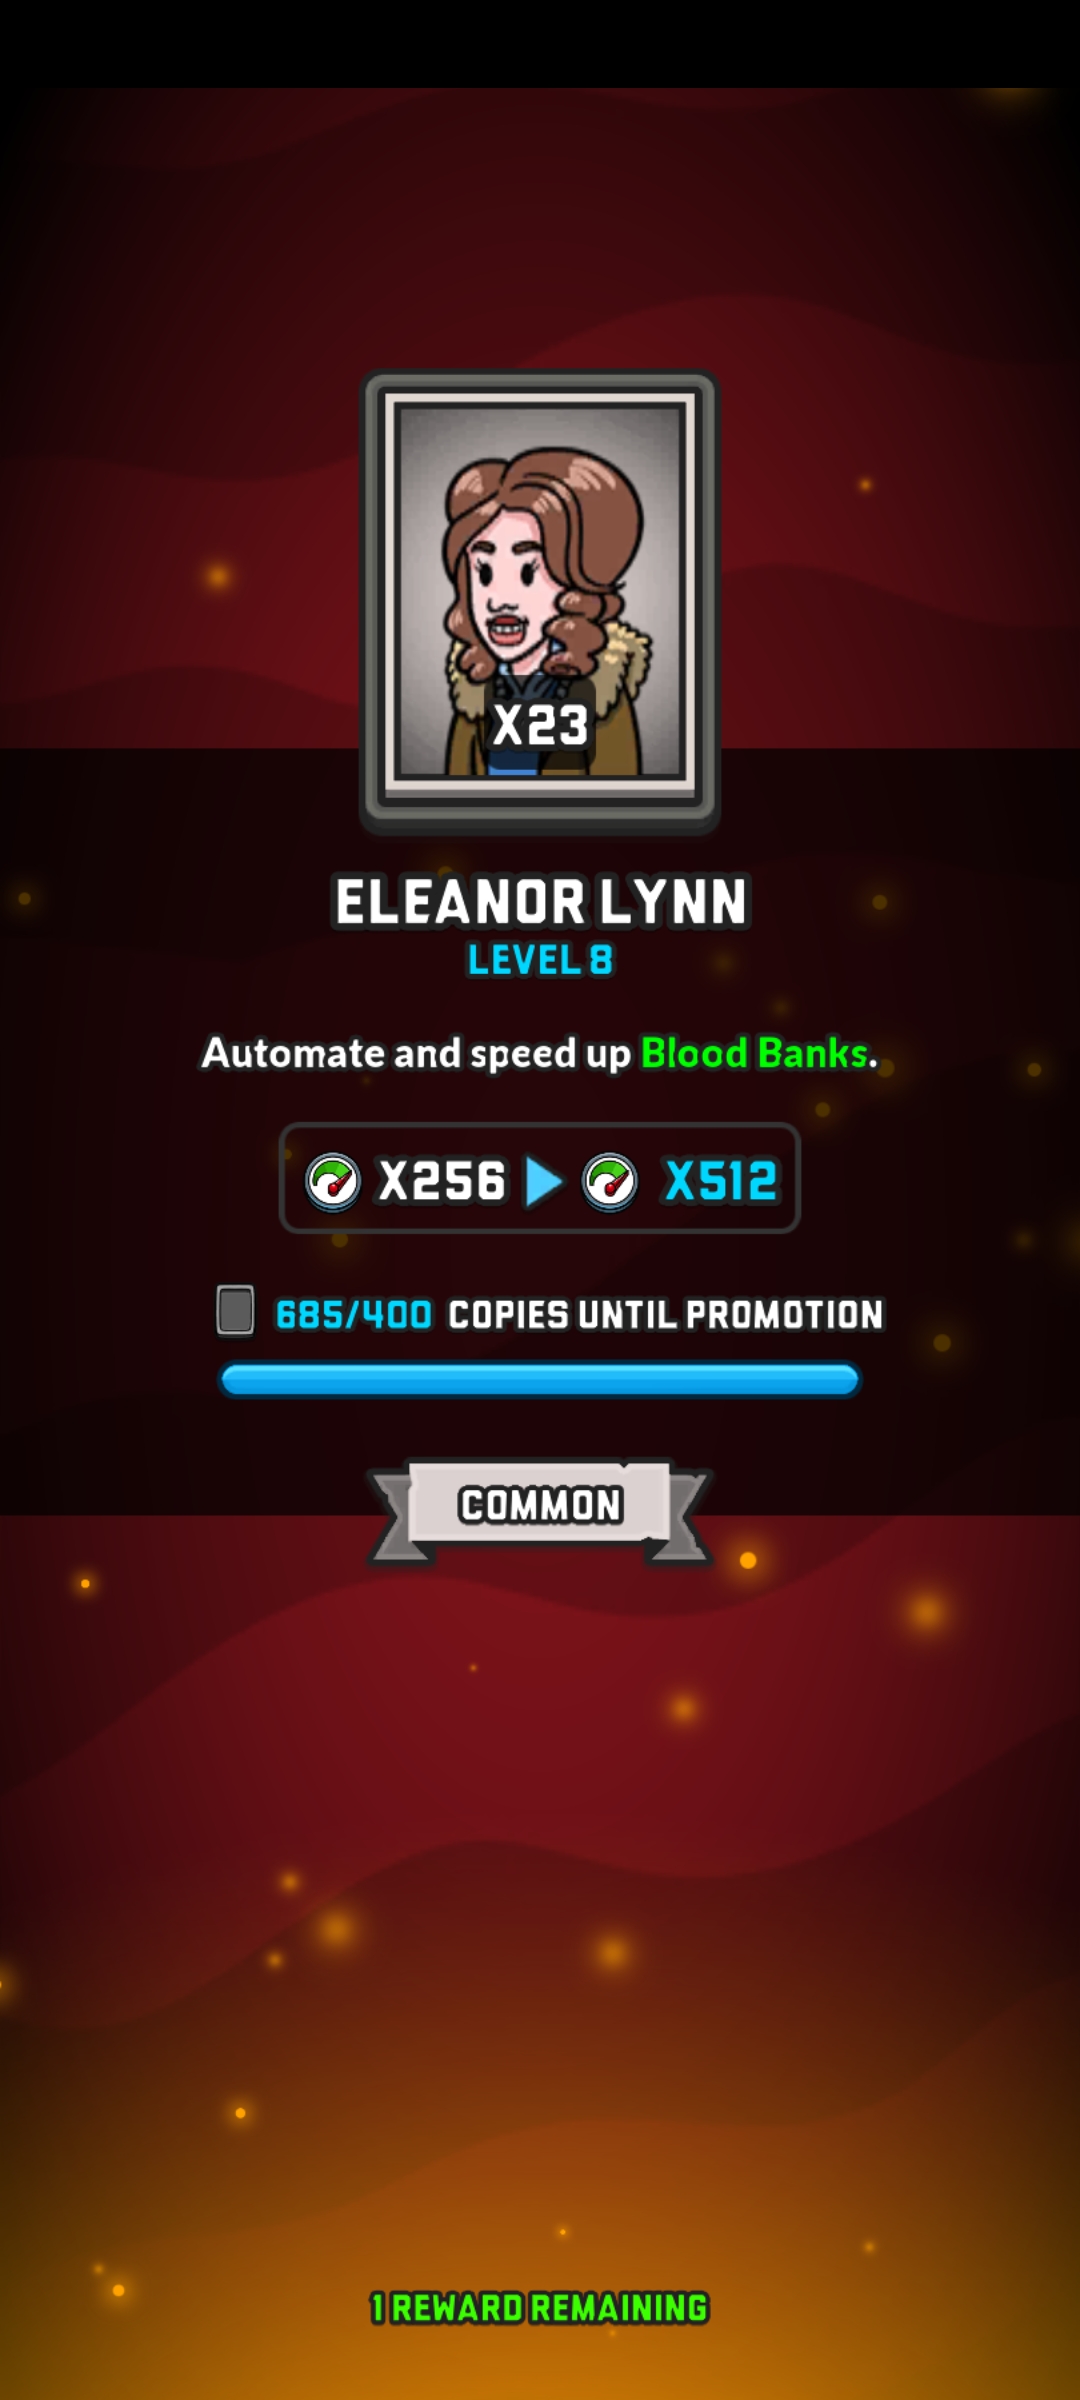 X23
ELEANOR LYNN
LEVEL 8
Automate and speed up Blood Banks.
X256 X512
685/400 COPIES UNTIL PROMOTION
COMMON
1 REWARD REMAINING